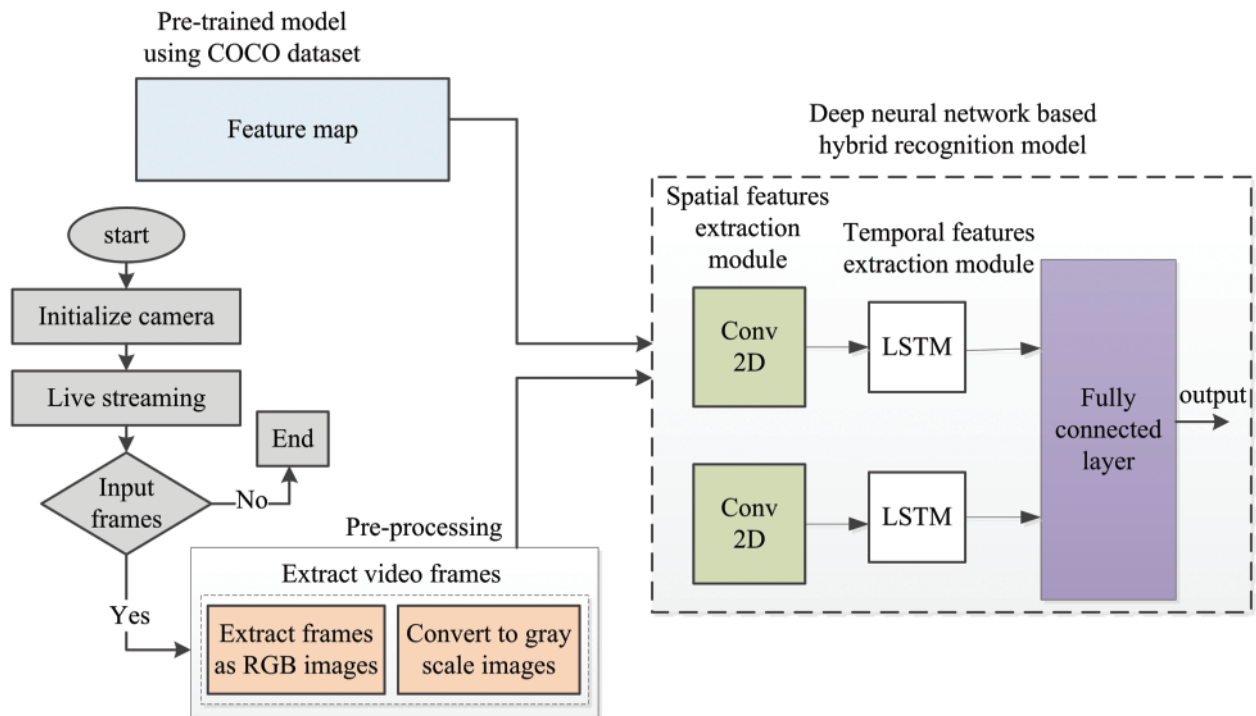 Pre-trained model
using COCO dataset
Feature map
start
Initialize camera
Live streaming
Input
frames
No
End
Yes
Pre-processing
Extract video frames
Extract frames
as RGB images
Convert to gray
scale images
Deep neural network based
hybrid recognition model
Spatial features
extraction
module
Temporal features
extraction module
Conv
2D
LSTM
Conv
2D
LSTM
Fully
connected
layer
output